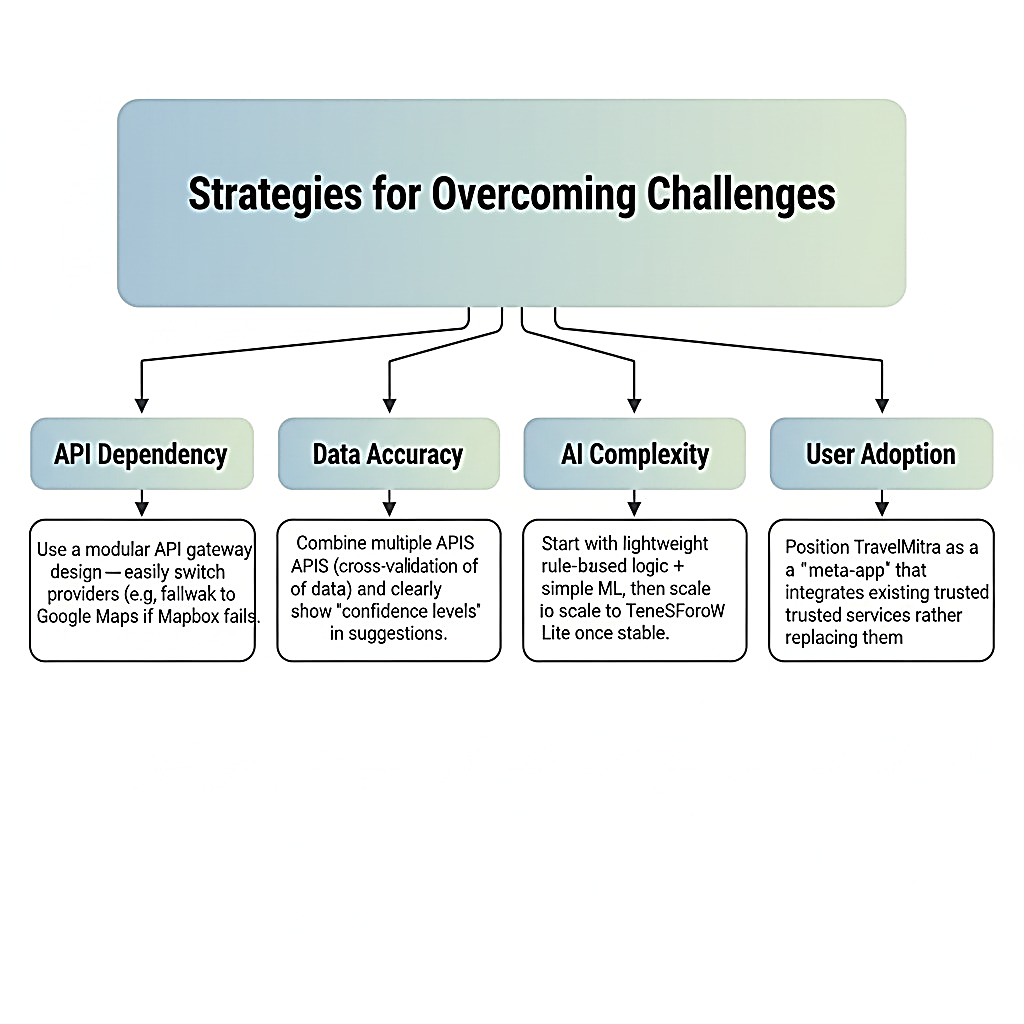 Strategies for Overcoming Challenges
API Dependency
Use a modular API gateway
design — easily switch
providers (e.g, fallwak to
Google Maps if Mapbox fails.
Data Accuracy
Combine multiple APIS
APIS (cross-validation of
of data) and clearly
show "confidence levels"
in suggestions.
AI Complexity
Start with lightweight
rule-based logic +
simple ML, then scale
io scale to TeneSForoW
Lite once stable.
User Adoption
Position TravelMitra as a
a "meta-app" that
integrates existing trusted
trusted services rather
replacing them